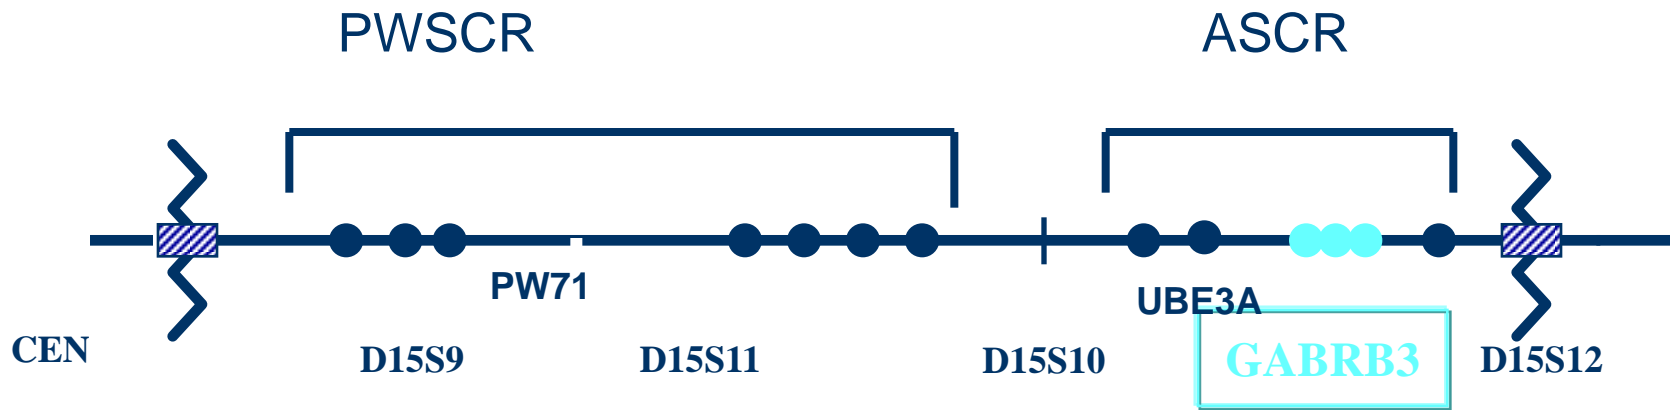 PWSCR ASCR
PW71 UBE3A
CEN D15S9 D15S11 D15S10 GABRB3 D15S12